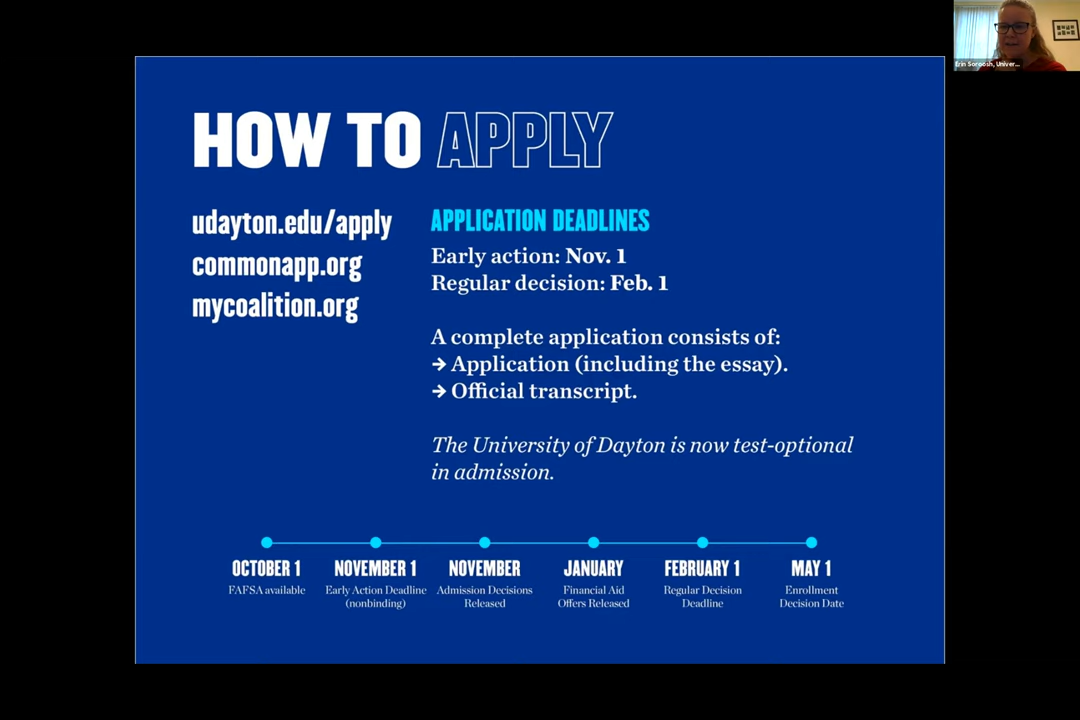 HOW TO APPLY
udayton.edu/apply
commonapp.org
mycoalition.org
APPLICATION DEADLINES
Early action: Nov. 1
Regular decision: Feb. 1
A complete application consists of:
→ Application (including the essay).
→ Official transcript.
The University of Dayton is now test-optional
in admission.
OCTOBER 1
FAFSA available
NOVEMBER 1
Early Action Deadline
(nonbinding)
NOVEMBER
Admission Decisions
Released
JANUARY
Financial Aid
Offers Released
FEBRUARY 1
Regular Decision
Deadline
MAY 1
Enrollment
Decision Date
Erin